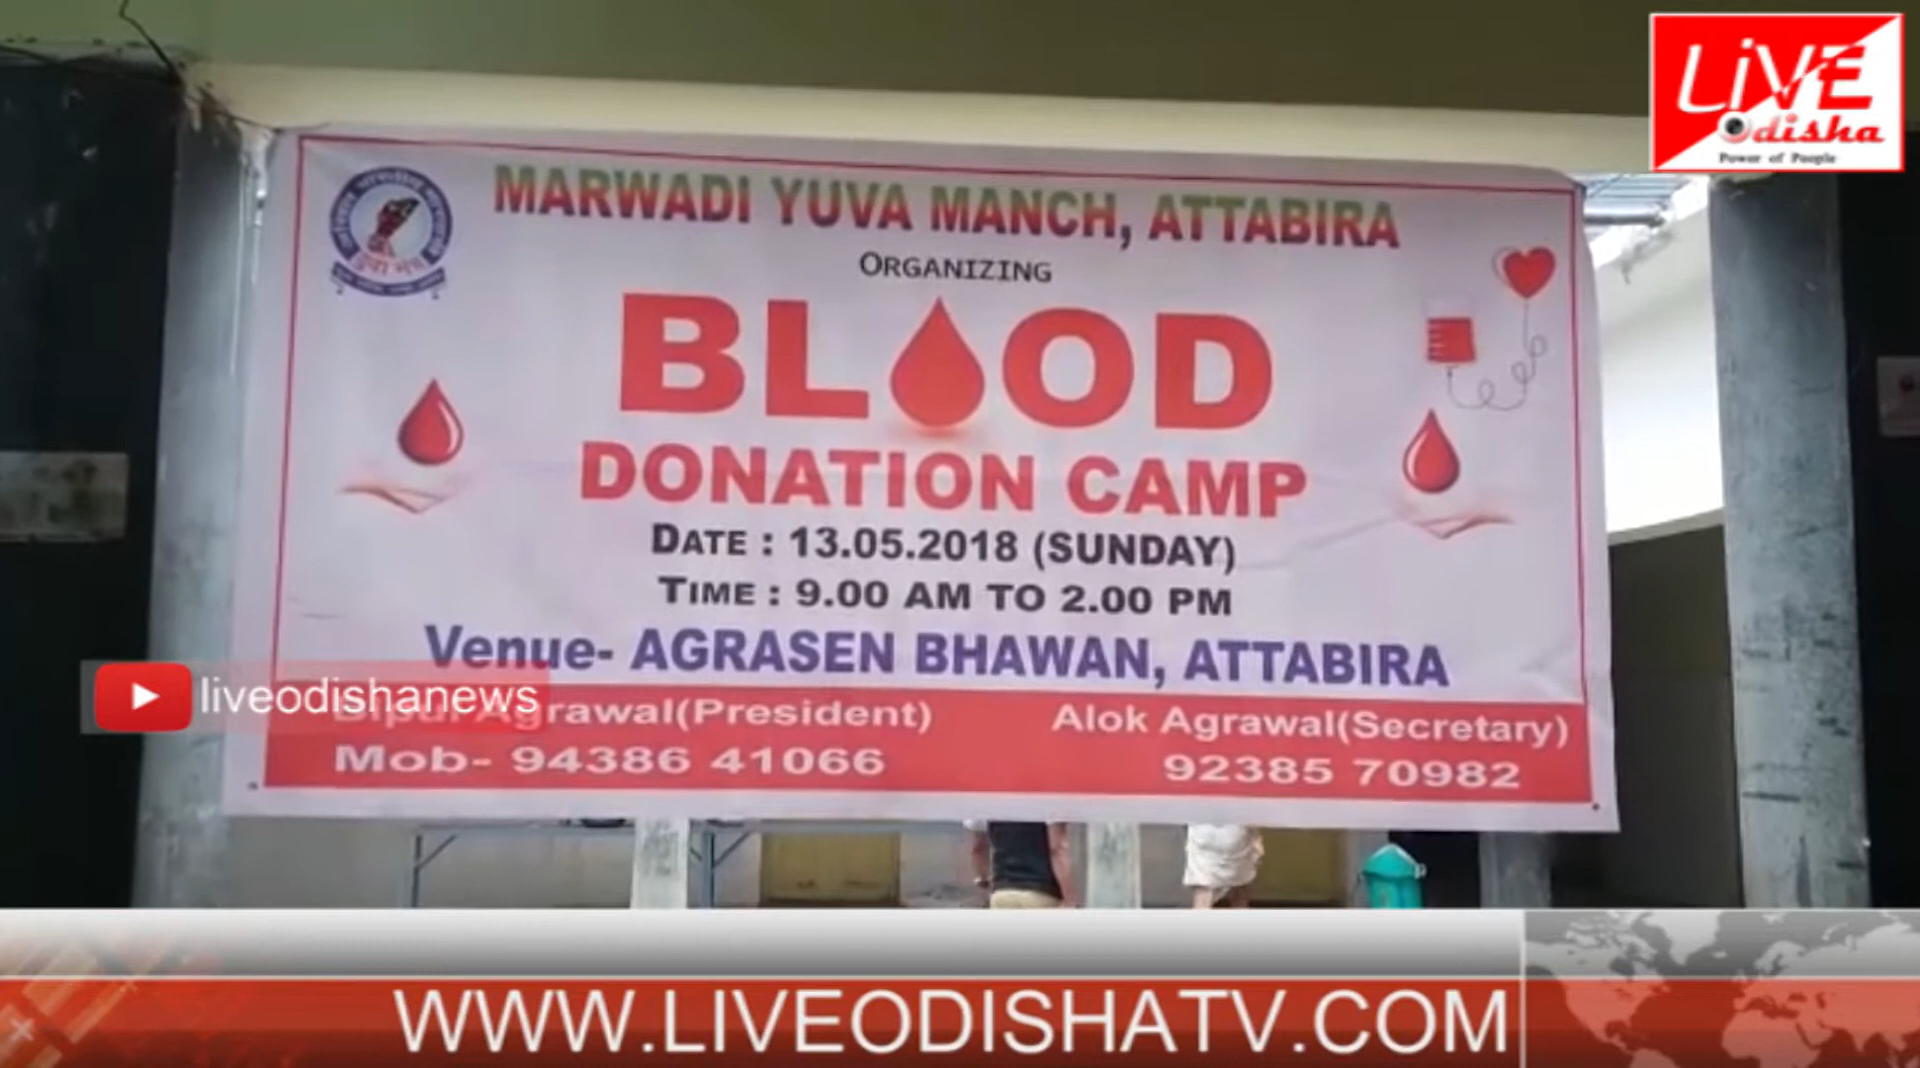 LiVE
Odisha
Power of People
MARWADI YUVA MANCH, ATTABIRA
ORGANIZING
BLOOD
DONATION CAMP
DATE : 13.05.2018 (SUNDAY)
TIME : 9.00 AM TO 2.00 PM
Venue- AGRASEN BHAWAN, ATTABIRA
liveodishanews
Agrawal(President)
Alok Agrawal(Secretary)
Mob- 94386 41066
92385 70982
WWW.LIVEODISHATV.COM